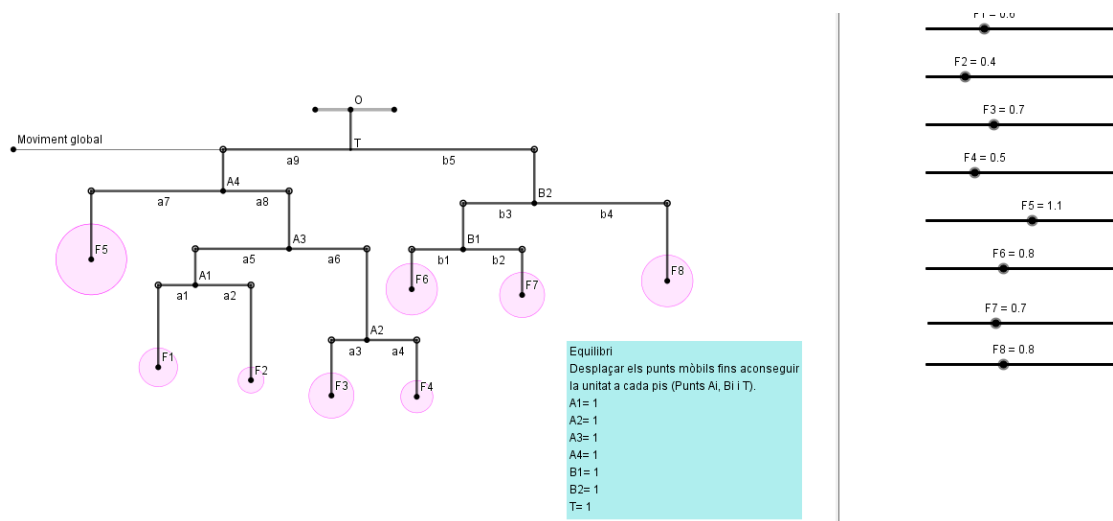 F1 = 0.6
F2 = 0.4
F3 = 0.7
F4 = 0.5
F5 = 1.1
F6 = 0.8
F7 = 0.7
F8 = 0.8
O
Moviment global
T
a9
b5
A4
B2
a7
a8
b3
b4
F5
A3
B1
a5
a6
b1
b2
A1
F6
F7
F8
a1
a2
A2
F1
F2
a3
a4
F3
F4
Equilibri
Desplaçar els punts mòbils fins aconseguir
la unitat a cada pis (Punts Ai, Bi i T).
A1= 1
A2= 1
A3= 1
A4= 1
B1= 1
B2= 1
T= 1